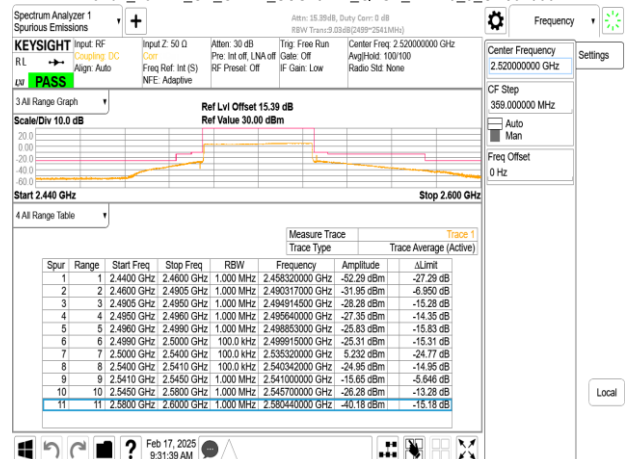 Spectrum Analyzer 1
Spurious Emissions
Attn: 15.39dB, Duty Corr: 0 dB
RBW Trans:9.03dB(2499~2541MHz)
Frequency
KEYSIGHT
RL
PASS
Input: RF
Coupling: DC
Align: Auto
Input Z: 50 Ω
Corr
Freq Ref: Int (S)
NFE: Adaptive
Atten: 30 dB
Pre: Int off, LNA off
RF Presel: Off
Trig: Free Run
Gate: Off
IF Gain: Low
Center Freq: 2.520000000 GHz
Avg|Hold: 100/100
Radio Std: None
Center Frequency
2.520000000 GHz
Settings
CF Step
359.000000 MHz
Auto
Man
Freq Offset
0 Hz
3 All Range Graph
Scale/Div 10.0 dB
Ref Lvl Offset 15.39 dB
Ref Value 30.00 dBm
20.0
0.00
-20.0
-40.0
-60.0
Start 2.440 GHz
Stop 2.600 GHz
4 All Range Table
Measure Trace Trace 1
Trace Type Trace Average (Active)
Spur Range Start Freq Stop Freq RBW Frequency Amplitude ΔLimit
1 1 2.4400 GHz 2.4600 GHz 1.000 MHz 2.458320000 GHz -52.29 dBm -27.29 dB
2 2 2.4600 GHz 2.4905 GHz 1.000 MHz 2.490317000 GHz -31.95 dBm -6.950 dB
3 3 2.4905 GHz 2.4950 GHz 1.000 MHz 2.494914500 GHz -28.28 dBm -15.28 dB
4 4 2.4950 GHz 2.4960 GHz 1.000 MHz 2.495640000 GHz -27.35 dBm -14.35 dB
5 5 2.4960 GHz 2.4990 GHz 1.000 MHz 2.498853000 GHz -25.83 dBm -15.83 dB
6 6 2.4990 GHz 2.5000 GHz 100.0 kHz 2.499915000 GHz -25.31 dBm -15.31 dB
7 7 2.5000 GHz 2.5400 GHz 100.0 kHz 2.535320000 GHz 5.232 dBm -24.77 dB
8 8 2.5400 GHz 2.5410 GHz 100.0 kHz 2.540342000 GHz -24.95 dBm -14.95 dB
9 9 2.5410 GHz 2.5450 GHz 1.000 MHz 2.541000000 GHz -15.65 dBm -5.646 dB
10 10 2.5450 GHz 2.5800 GHz 1.000 MHz 2.545700000 GHz -26.28 dBm -13.28 dB
11 11 2.5800 GHz 2.6000 GHz 1.000 MHz 2.580440000 GHz -40.18 dBm -15.18 dB
Local
?
Feb 17, 2025
9:31:39 AM